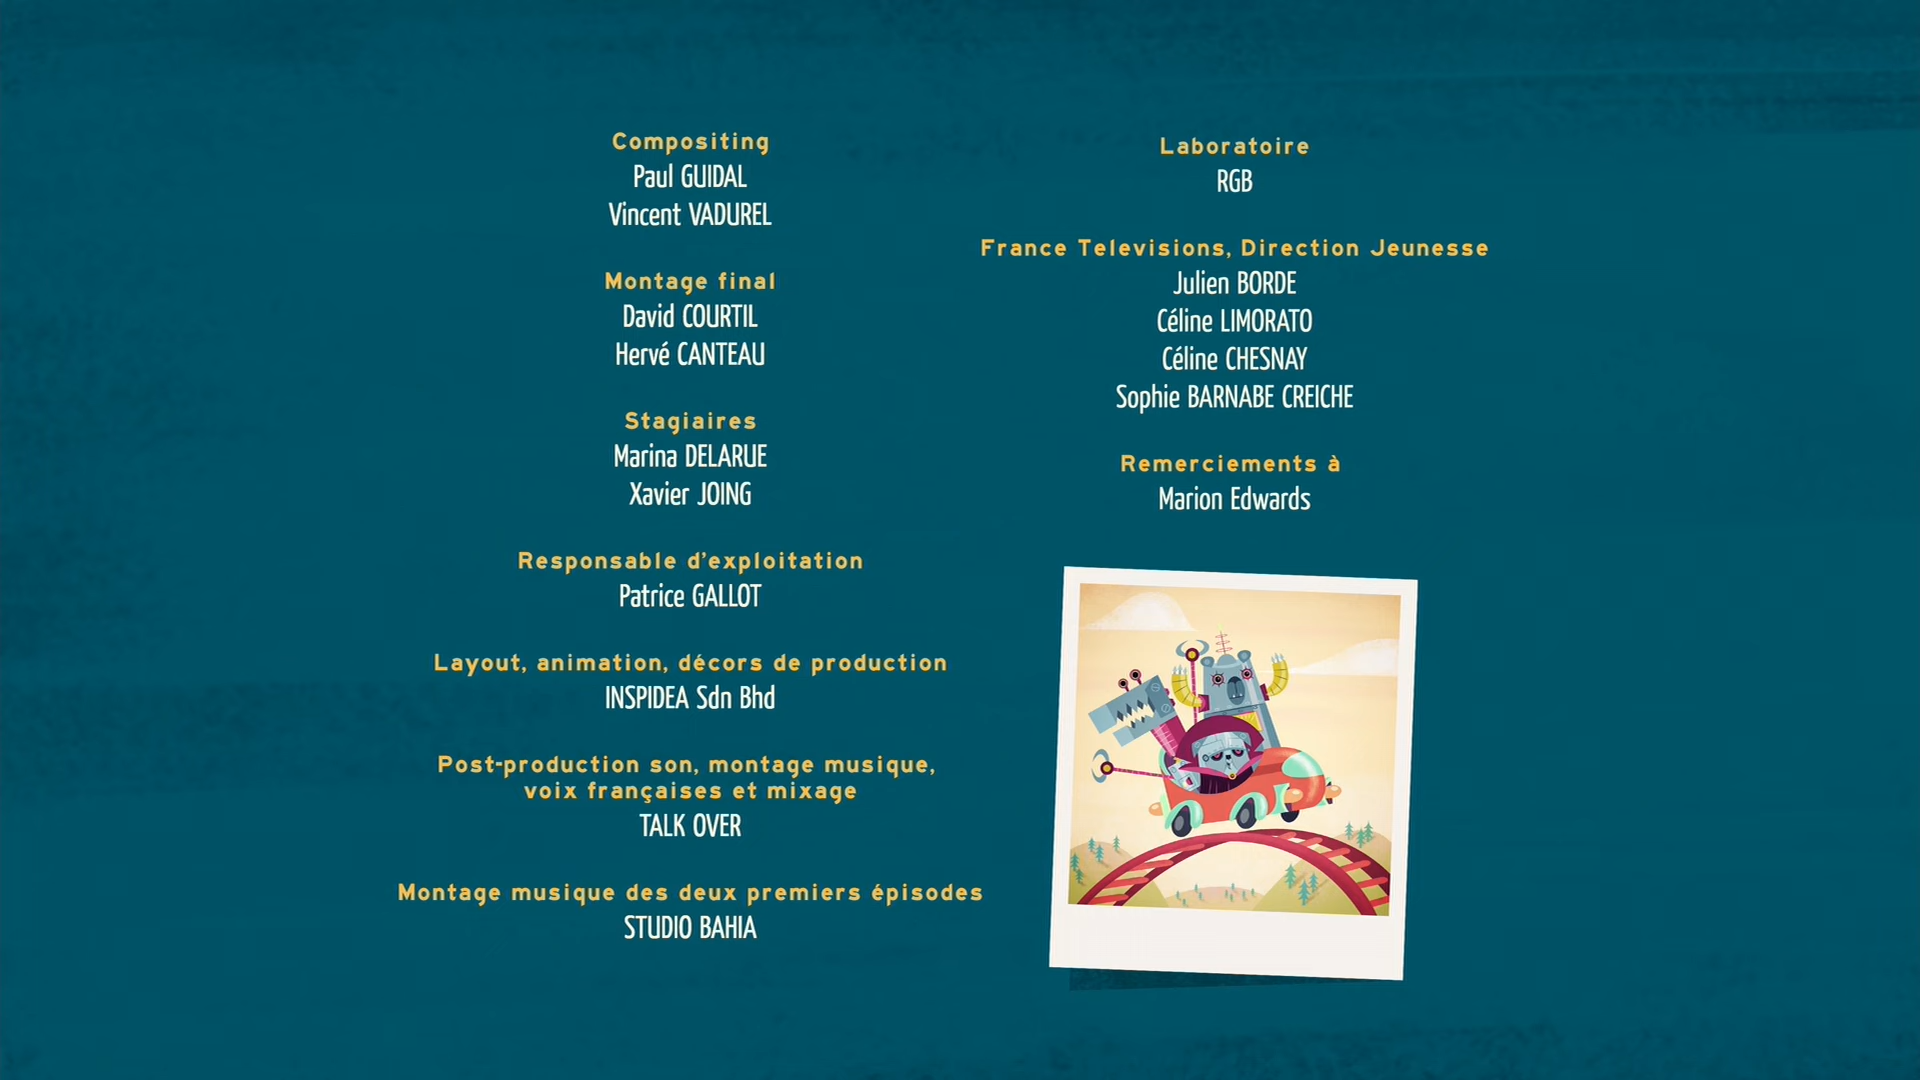 Compositing
Paul GUIDAL
Vincent VADUREL
Montage final
David COURTIL
Hervé CANTEAU
Stagiaires
Marina DELARUE
Xavier JOING
Responsable d'exploitation
Patrice GALLOT
Layout, animation, décors de production
INSPIDEA Sdn Bhd
Post-production son, montage musique,
voix françaises et mixage
TALK OVER
Montage musique des deux premiers épisodes
STUDIO BAHIA
Laboratoire
RGB
France Televisions, Direction Jeunesse
Julien BORDE
Céline LIMORATO
Céline CHESNAY
Sophie BARNABE CREICHE
Remerciements à
Marion Edwards